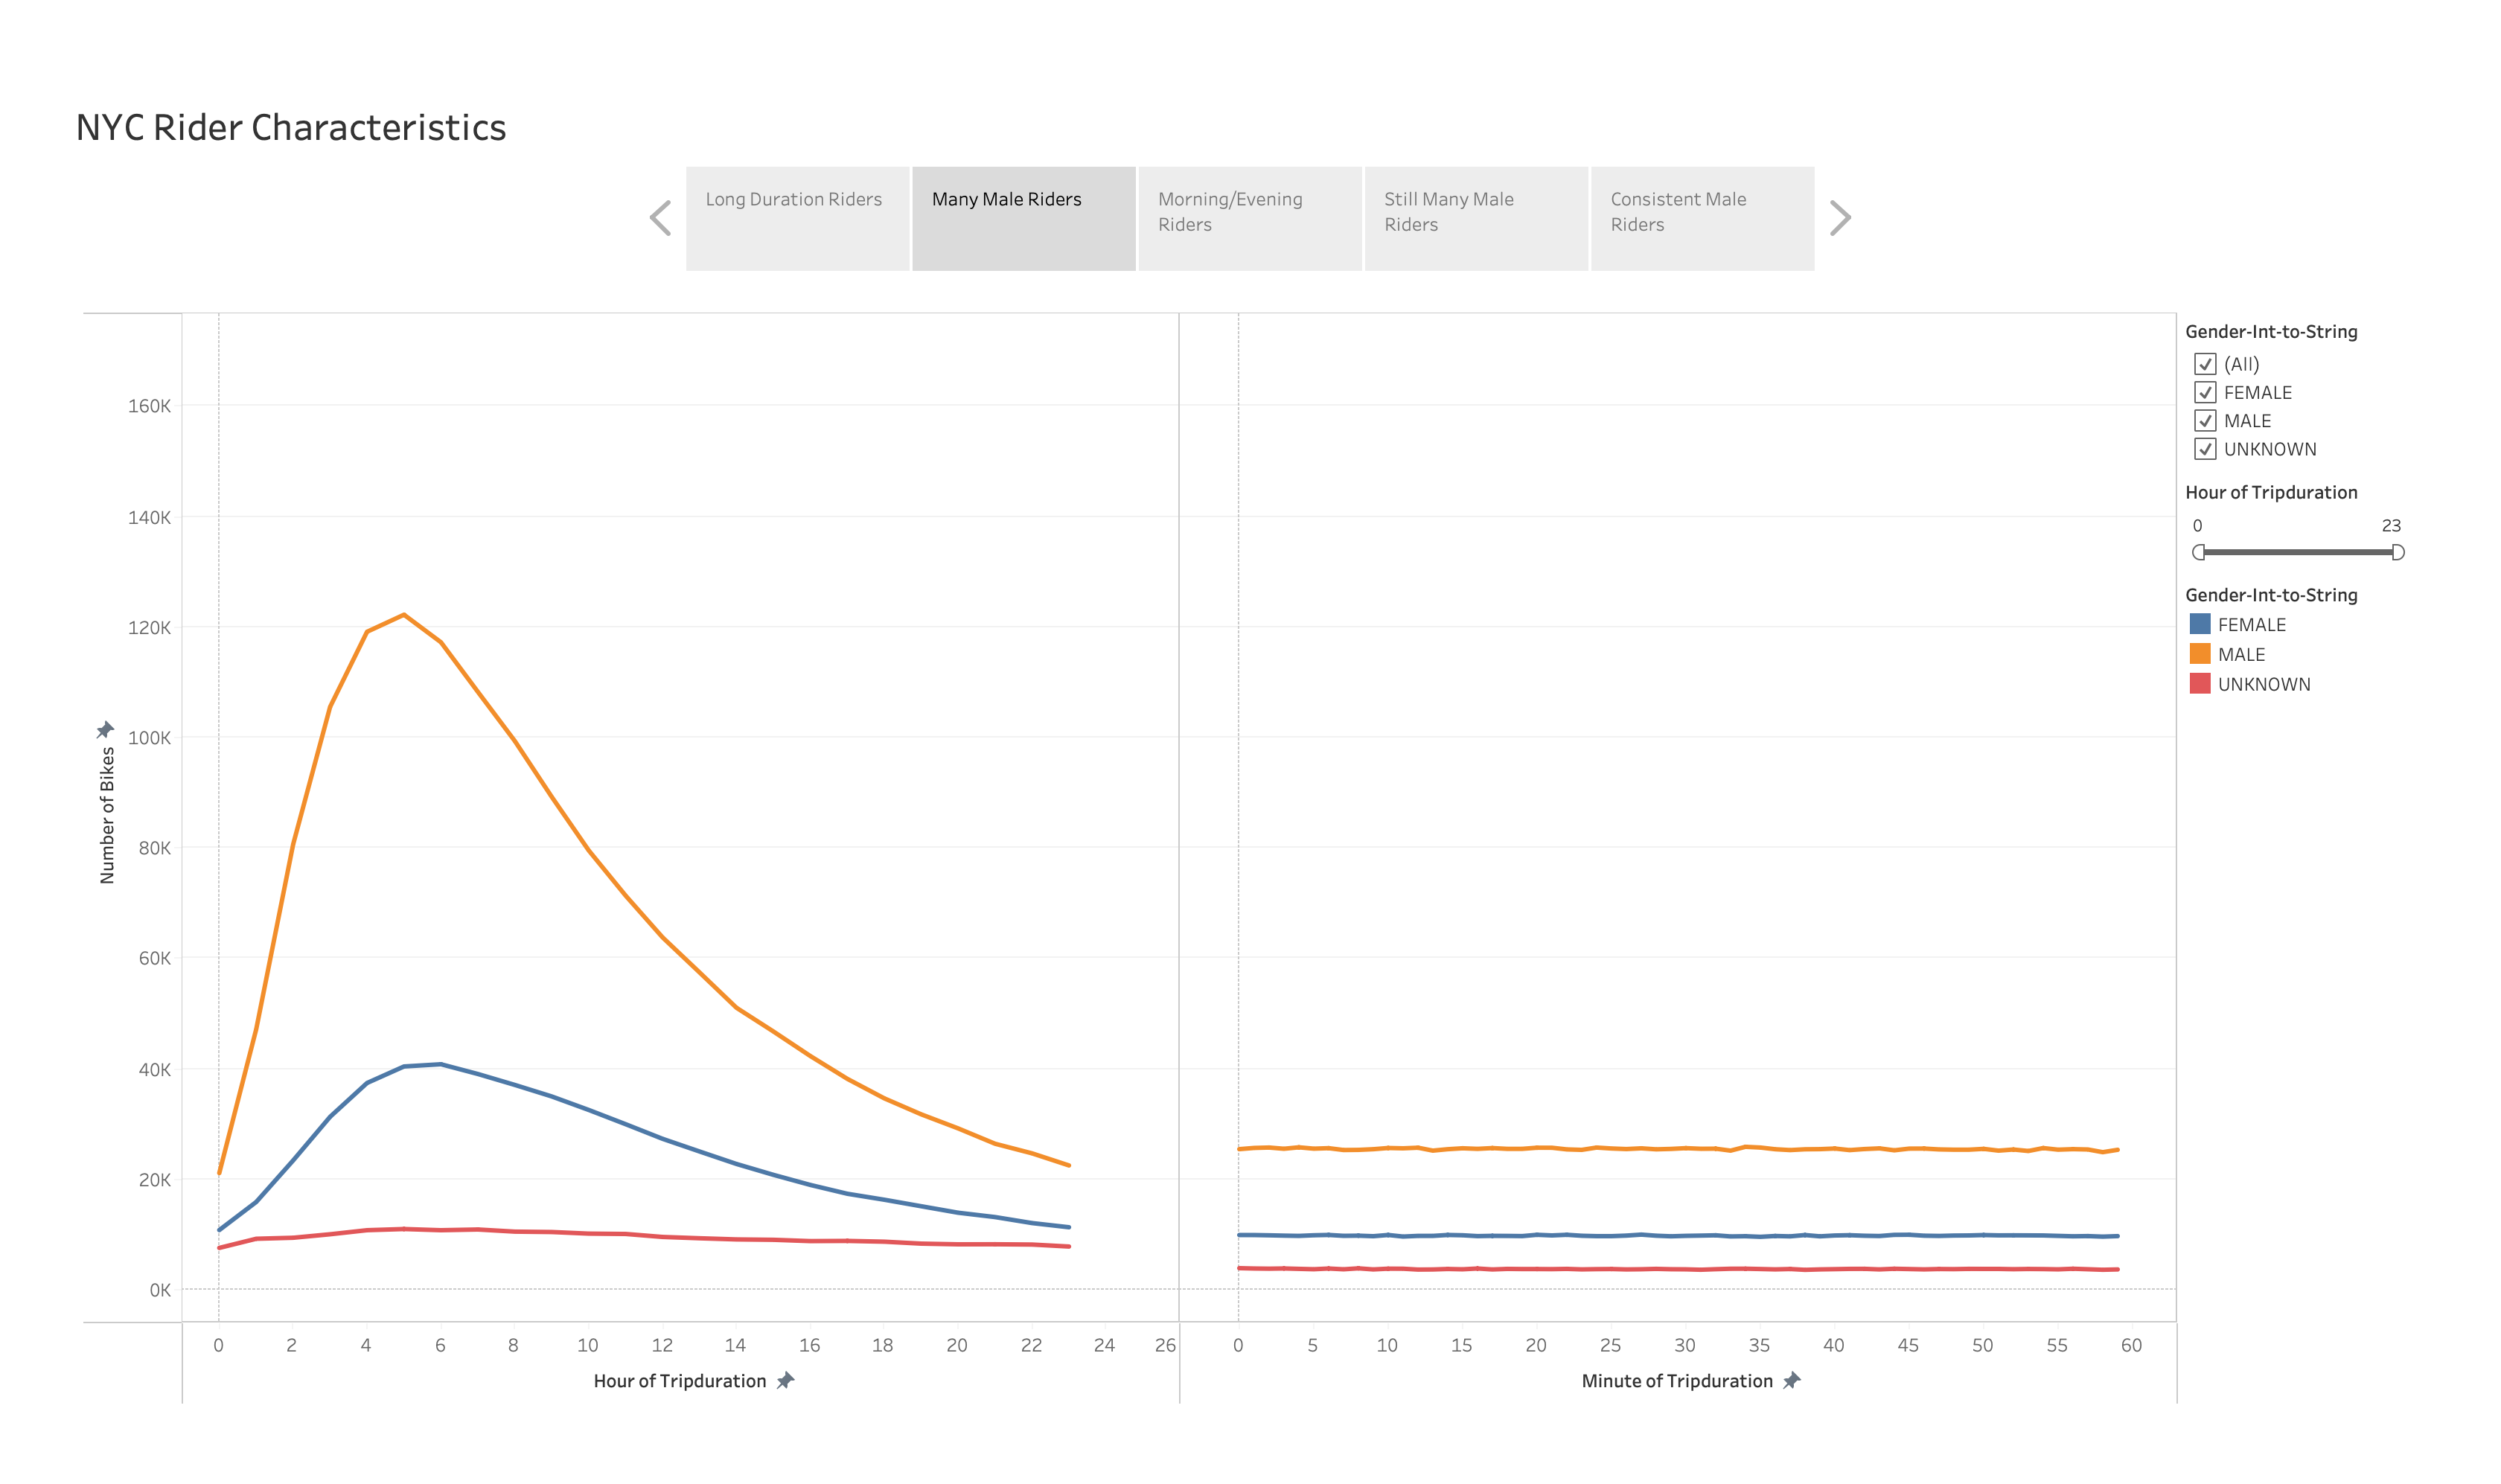 NYC Rider Characteristics
Long Duration Riders
Many Male Riders
Morning/Evening
Riders
Still Many Male
Riders
Consistent Male
Riders
160K
140K
120K
100K
80K
60K
40K
20K
0K
Number of Bikes
0 2 4 6 8 10 12 14 16 18 20 22 24 26
Hour of Tripduration
0 5 10 15 20 25 30 35 40 45 50 55 60
Minute of Tripduration
Gender-Int-to-String
(All)
FEMALE
MALE
UNKNOWN
Hour of Tripduration
0 23
Gender-Int-to-String
FEMALE
MALE
UNKNOWN